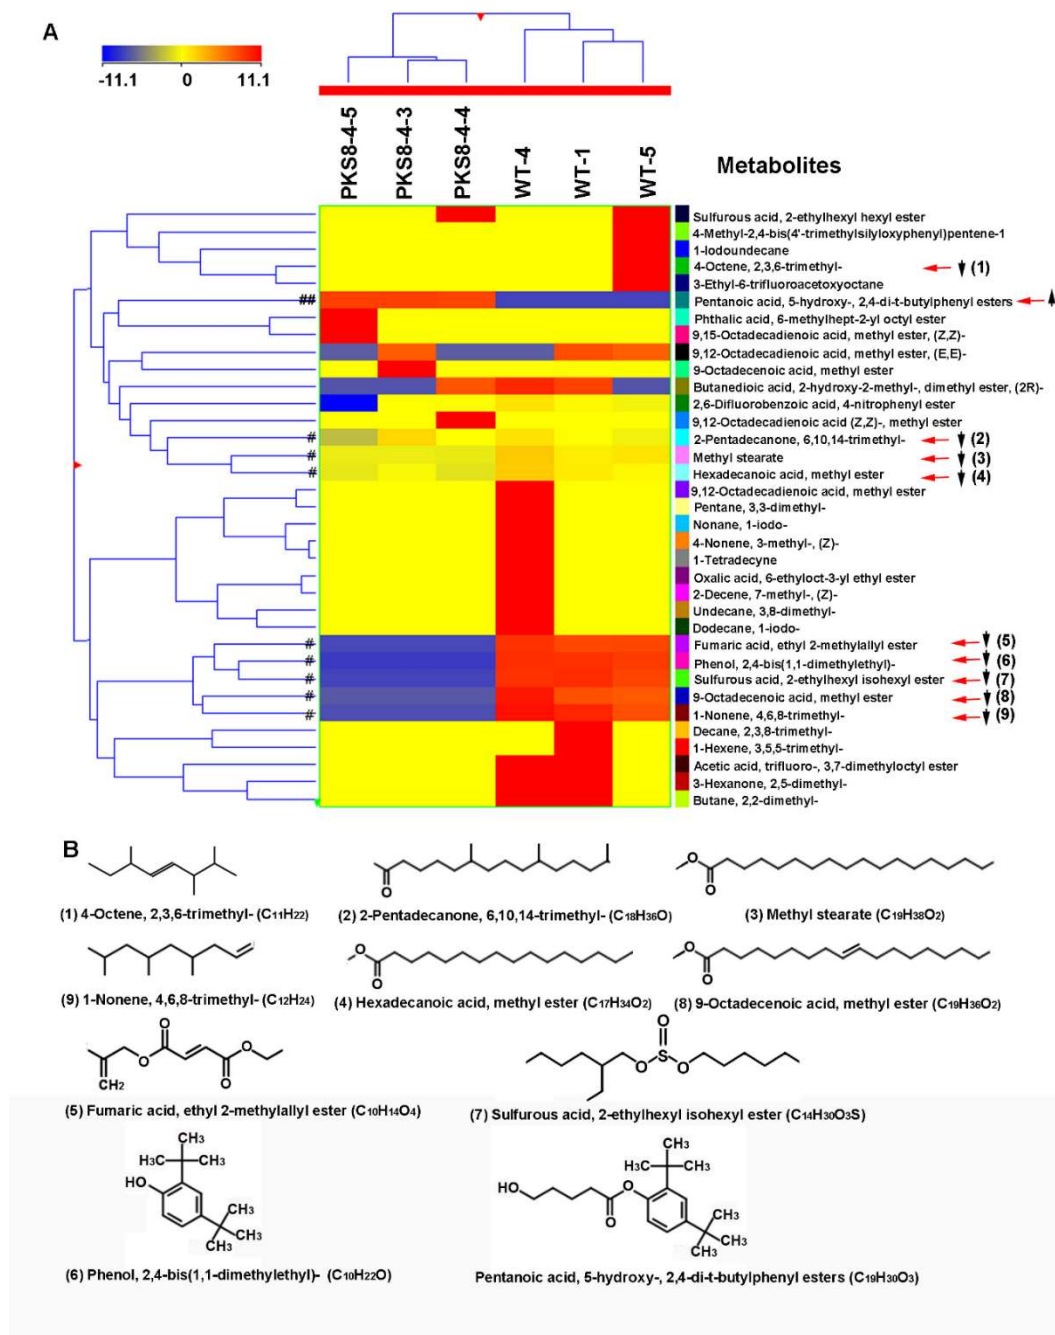 A
-11.1 0 11.1
PKS8-4-5
PKS8-4-3
PKS8-4-4
WT-4
WT-1
WT-5
Metabolites
Sulfurous acid, 2-ethylhexyl hexyl ester
4-Methyl-2,4-bis(4'-trimethylsilyloxyphenyl)pentene-1
1-Iodoundecane
4-Octene, 2,3,6-trimethyl- (1)
3-Ethyl-6-trifluoroacetoxyoctane
## Pentanoic acid, 5-hydroxy-, 2,4-di-t-butylphenyl esters
Phthalic acid, 6-methylhept-2-yl octyl ester
9,15-Octadecadienoic acid, methyl ester, (Z,Z)-
9,12-Octadecadienoic acid, methyl ester, (E,E)-
9-Octadecenoic acid, methyl ester
Butanedioic acid, 2-hydroxy-2-methyl-, dimethyl ester, (2R)-
2,6-Difluorobenzoic acid, 4-nitrophenyl ester
9,12-Octadecadienoic acid (Z,Z)-, methyl ester
# 2-Pentadecanone, 6,10,14-trimethyl- (2)
# Methyl stearate (3)
# Hexadecanoic acid, methyl ester (4)
9,12-Octadecadienoic acid, methyl ester
Pentane, 3,3-dimethyl-
Nonane, 1-iodo-
4-Nonene, 3-methyl-, (Z)-
1-Tetradecyne
Oxalic acid, 6-ethyloct-3-yl ethyl ester
2-Decene, 7-methyl-, (Z)-
Undecane, 3,8-dimethyl-
Dodecane, 1-iodo-
# Fumaric acid, ethyl 2-methylallyl ester (5)
# Phenol, 2,4-bis(1,1-dimethylethyl)- (6)
# Sulfurous acid, 2-ethylhexyl isohexyl ester (7)
# 9-Octadecenoic acid, methyl ester (8)
# 1-Nonene, 4,6,8-trimethyl- (9)
Decane, 2,3,8-trimethyl-
1-Hexene, 3,5,5-trimethyl-
Acetic acid, trifluoro-, 3,7-dimethyloctyl ester
3-Hexanone, 2,5-dimethyl-
Butane, 2,2-dimethyl-
B
O
O
O
(1) 4-Octene, 2,3,6-trimethyl- (C₁₁H₂₂)
(2) 2-Pentadecanone, 6,10,14-trimethyl- (C₁₈H₃₆O)
(3) Methyl stearate (C₁₉H₃₈O₂)
O
O
O
O
(9) 1-Nonene, 4,6,8-trimethyl- (C₁₂H₂₄)
(4) Hexadecanoic acid, methyl ester (C₁₇H₃₄O₂)
(8) 9-Octadecenoic acid, methyl ester (C₁₉H₃₆O₂)
O
O
O
O
CH₂
O
S
O
O
(5) Fumaric acid, ethyl 2-methylallyl ester (C₁₀H₁₄O₄)
(7) Sulfurous acid, 2-ethylhexyl isohexyl ester (C₁₄H₃₀O₃S)
CH₃
H₃C
CH₃
HO
CH₃
CH₃
CH₃
CH₃
H₃C
CH₃
HO
O
O
CH₃
CH₃
CH₃
(6) Phenol, 2,4-bis(1,1-dimethylethyl)- (C₁₀H₂₂O)
Pentanoic acid, 5-hydroxy-, 2,4-di-t-butylphenyl esters (C₁₉H₃₀O₃)